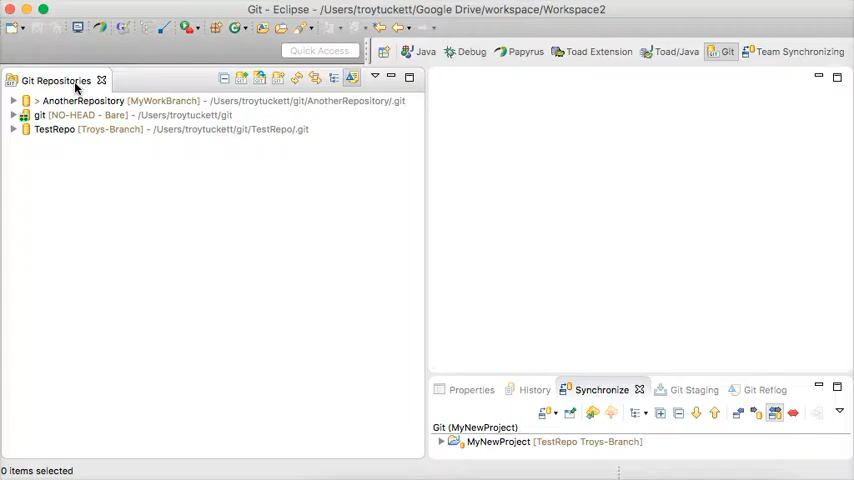 Git - Eclipse - /Users/troytuckett/Google Drive/workspace/Workspace2
Quick Access
Java
Debug
Papyrus
Toad Extension
Toad/Java
Git
Team Synchronizing
Git Repositories
> AnotherRepository [MyWorkBranch] - /Users/troytuckett/git/AnotherRepository/.git
git [NO-HEAD - Bare] - /Users/troytuckett/git
TestRepo [Troys-Branch] - /Users/troytuckett/git/TestRepo/.git
Properties
History
Synchronize
Git Staging
Git Reflog
Git (MyNewProject)
MyNewProject [TestRepo Troys-Branch]
0 items selected